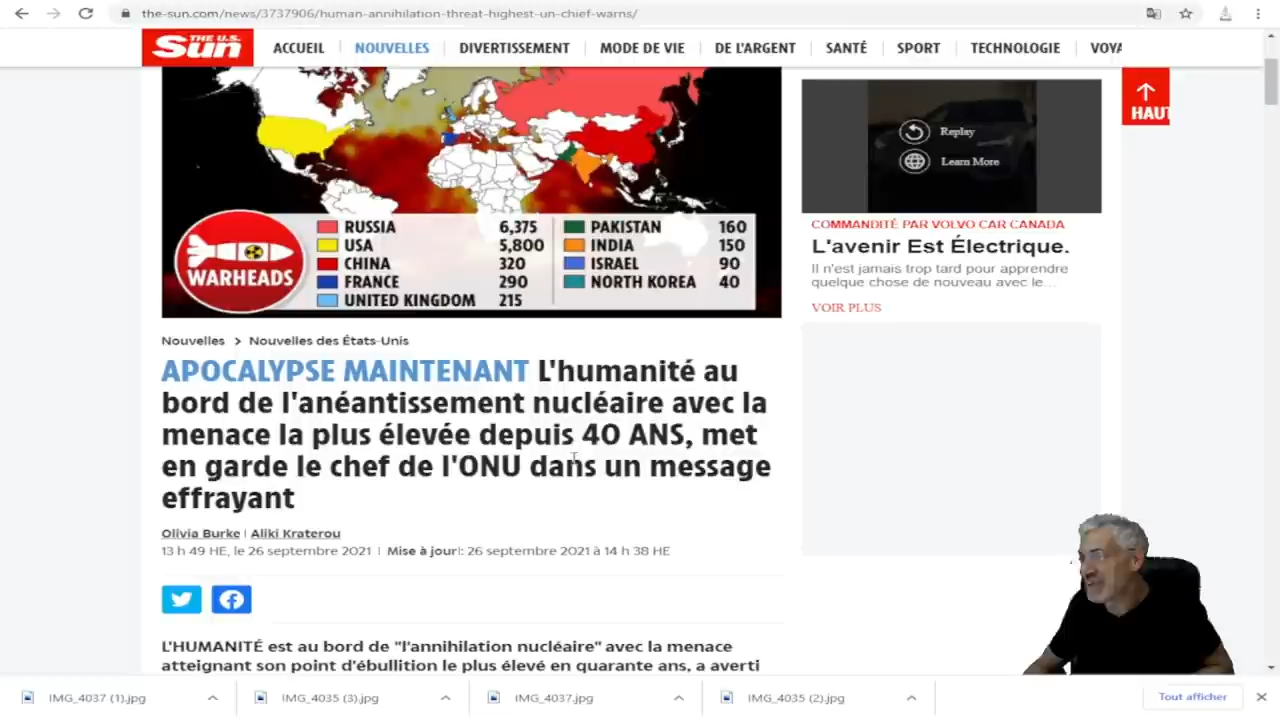 the-sun.com/news/3737906/human-annihilation-threat-highest-un-chief-warns/
THE U.S. Sun
ACCUEIL NOUVELLES DIVERTISSEMENT MODE DE VIE DE L'ARGENT SANTÉ SPORT TECHNOLOGIE VOYA
HAUT
Replay
Learn More
WARHEADS
RUSSIA 6,375
USA 5,800
CHINA 320
FRANCE 290
UNITED KINGDOM 215
PAKISTAN 160
INDIA 150
ISRAEL 90
NORTH KOREA 40
COMMANDITÉ PAR VOLVO CAR CANADA
L'avenir Est Électrique.
Il n'est jamais trop tard pour apprendre
quelque chose de nouveau avec le...
VOIR PLUS
Nouvelles > Nouvelles des États-Unis
APOCALYPSE MAINTENANT L'humanité au
bord de l'anéantissement nucléaire avec la
menace la plus élevée depuis 40 ANS, met
en garde le chef de l'ONU dans un message
effrayant
Olivia Burke | Aliki Kraterou
13 h 49 HE, le 26 septembre 2021 | Mise à jour: 26 septembre 2021 à 14 h 38 HE
L'HUMANITÉ est au bord de "l'annihilation nucléaire" avec la menace
atteignant son point d'ébullition le plus élevé en quarante ans, a averti
IMG_4037 (1).jpg
IMG_4035 (3).jpg
IMG_4037.jpg
IMG_4035 (2).jpg
Tout afficher